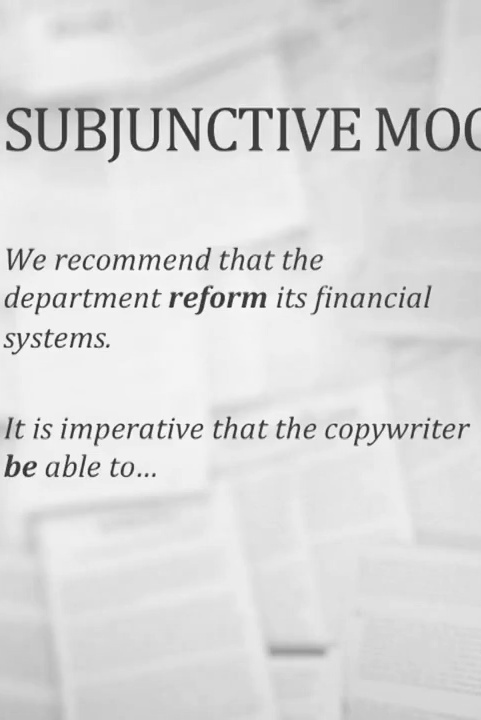 SUBJUNCTIVE MOO
We recommend that the
department reform its financial
systems.
It is imperative that the copywriter
be able to...